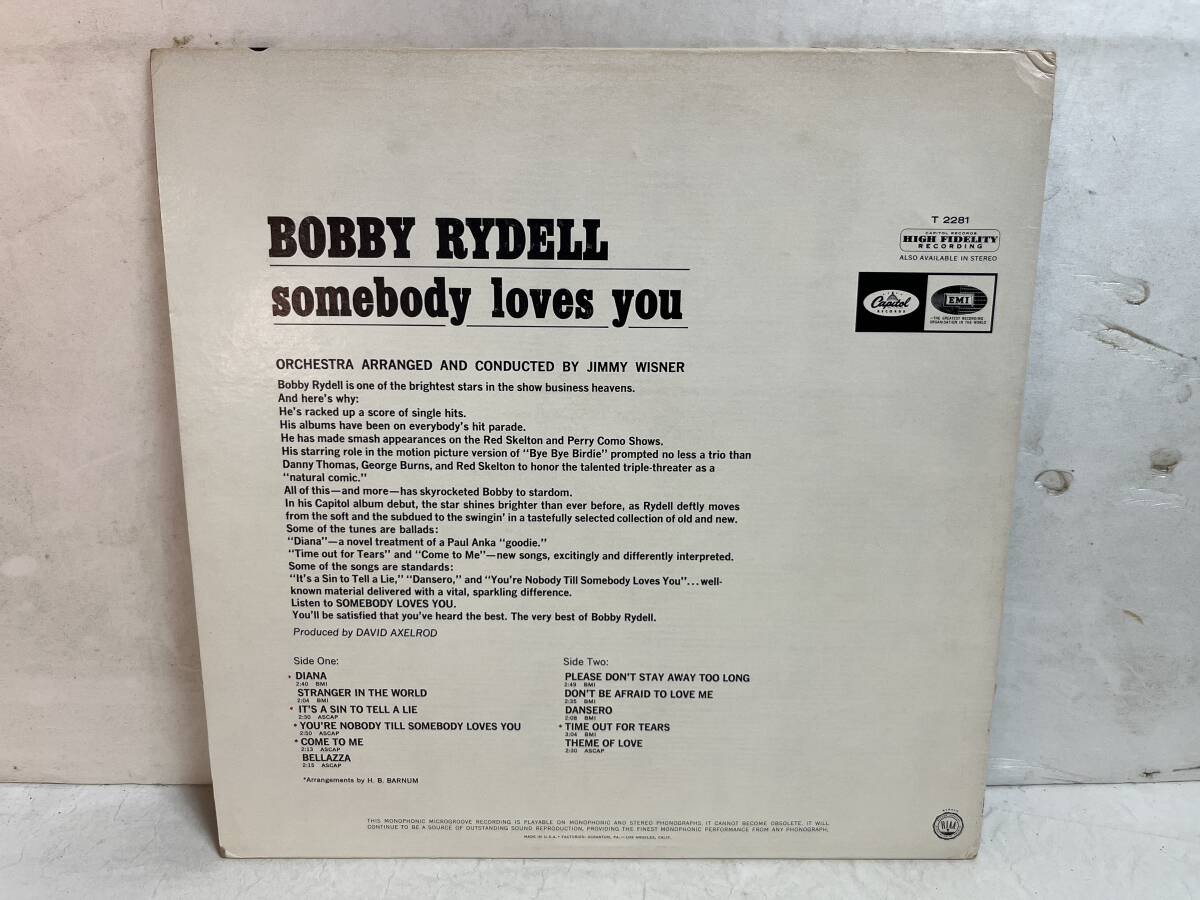 BOBBY RYDELL
somebody loves you
T 2281
CAPITOL RECORDS
HIGH FIDELITY
RECORDING
ALSO AVAILABLE IN STEREO
Capitol
RECORDS
EMI
—THE GREATEST RECORDING
ORGANISATION IN THE WORLD
ORCHESTRA ARRANGED AND CONDUCTED BY JIMMY WISNER
Bobby Rydell is one of the brightest stars in the show business heavens.
And here's why:
He's racked up a score of single hits.
His albums have been on everybody's hit parade.
He has made smash appearances on the Red Skelton and Perry Como Shows.
His starring role in the motion picture version of "Bye Bye Birdie" prompted no less a trio than
Danny Thomas, George Burns, and Red Skelton to honor the talented triple-threater as a
"natural comic."
All of this—and more—has skyrocketed Bobby to stardom.
In his Capitol album debut, the star shines brighter than ever before, as Rydell deftly moves
from the soft and the subdued to the swingin' in a tastefully selected collection of old and new.
Some of the tunes are ballads:
"Diana"—a novel treatment of a Paul Anka "goodie."
"Time out for Tears" and "Come to Me"—new songs, excitingly and differently interpreted.
Some of the songs are standards:
"It's a Sin to Tell a Lie," "Dansero," and "You're Nobody Till Somebody Loves You"...well-
known material delivered with a vital, sparkling difference.
Listen to SOMEBODY LOVES YOU.
You'll be satisfied that you've heard the best. The very best of Bobby Rydell.
Produced by DAVID AXELROD
Side One:
* DIANA
2:40 BMI
STRANGER IN THE WORLD
2:04 BMI
* IT'S A SIN TO TELL A LIE
2:30 ASCAP
* YOU'RE NOBODY TILL SOMEBODY LOVES YOU
2:50 ASCAP
* COME TO ME
2:13 ASCAP
BELLAZZA
2:15 ASCAP
*Arrangements by H. B. BARNUM
Side Two:
PLEASE DON'T STAY AWAY TOO LONG
2:49 BMI
DON'T BE AFRAID TO LOVE ME
2:35 BMI
DANSERO
2:08 BMI
* TIME OUT FOR TEARS
3:04 BMI
THEME OF LOVE
2:30 ASCAP
THIS MONOPHONIC MICROGROOVE RECORDING IS PLAYABLE ON MONOPHONIC AND STEREO PHONOGRAPHS. IT CANNOT BECOME OBSOLETE. IT WILL
CONTINUE TO BE A SOURCE OF OUTSTANDING SOUND REPRODUCTION, PROVIDING THE FINEST MONOPHONIC PERFORMANCE FROM ANY PHONOGRAPH.
MADE IN U.S.A. • FACTORIES: SCRANTON, PA.—LOS ANGELES, CALIF.
RIAA